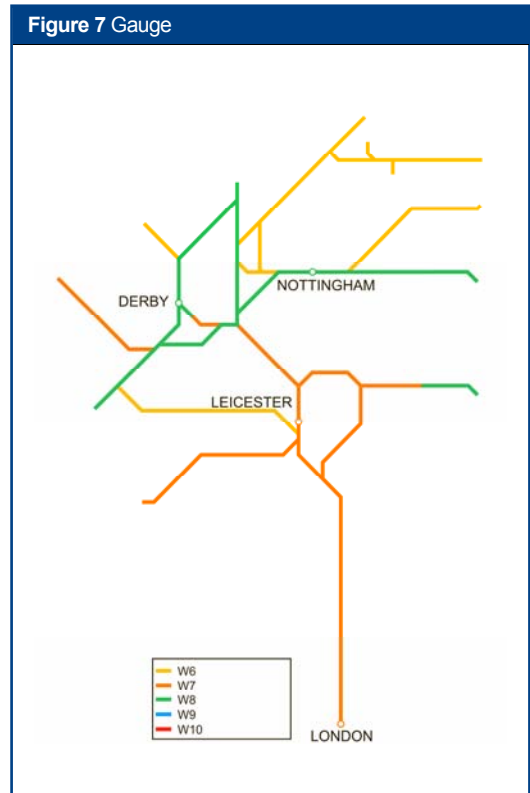 Figure 7 Gauge
NOTTINGHAM
DERBY
LEICESTER
W6
W7
W8
W9
W10
LONDON